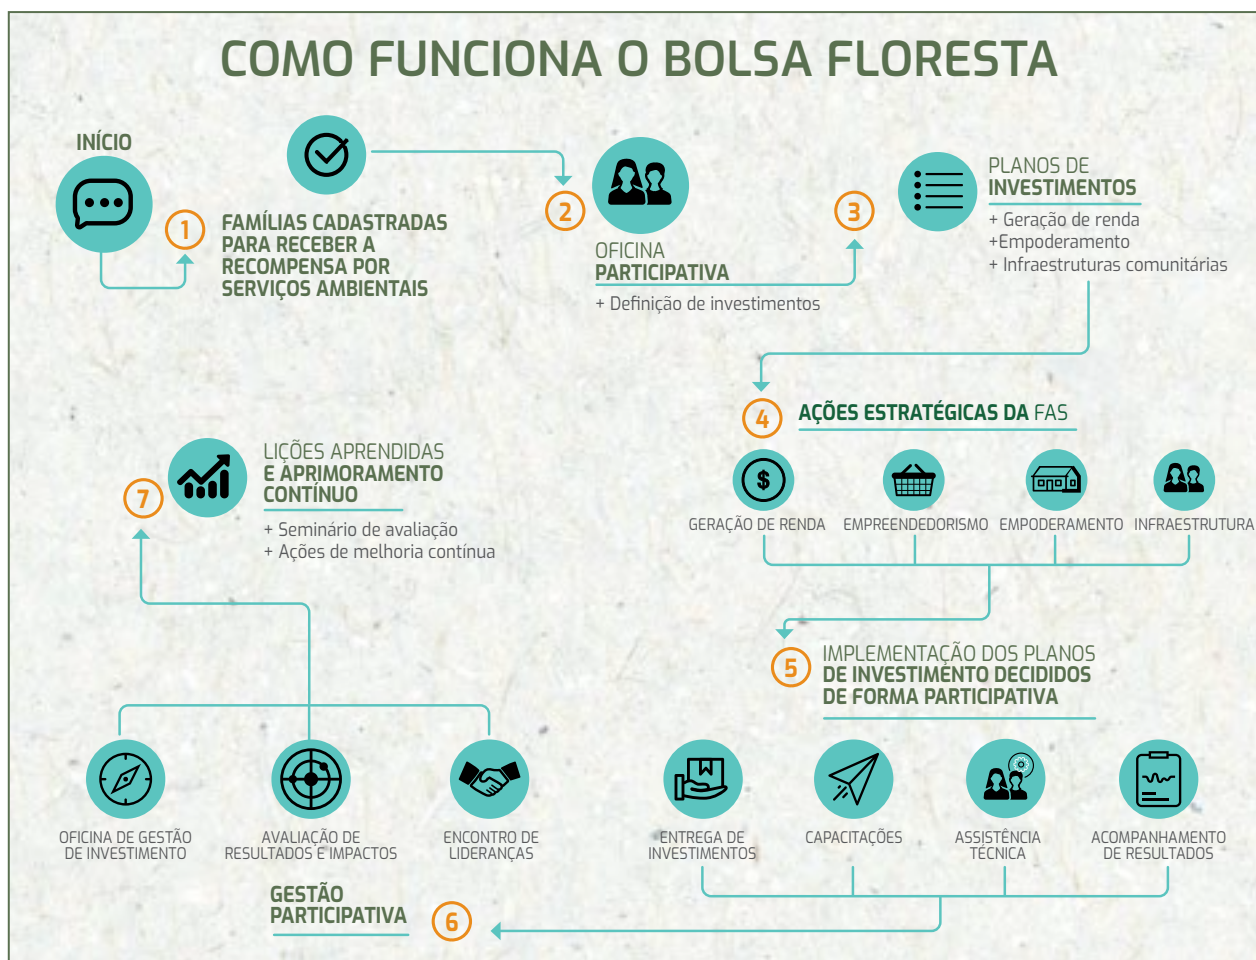 COMO FUNCIONA O BOLSA FLORESTA
INÍCIO
1
FAMÍLIAS CADASTRADAS
PARA RECEBER A
RECOMPENSA POR
SERVIÇOS AMBIENTAIS
2
OFICINA
PARTICIPATIVA
+ Definição de investimentos
3
PLANOS DE
INVESTIMENTOS
+ Geração de renda
+Empoderamento
+ Infraestruturas comunitárias
4
AÇÕES ESTRATÉGICAS DA FAS
$
GERAÇÃO DE RENDA
EMPREENDEDORISMO
EMPODERAMENTO
INFRAESTRUTURA
5
IMPLEMENTAÇÃO DOS PLANOS
DE INVESTIMENTO DECIDIDOS
DE FORMA PARTICIPATIVA
ENTREGA DE
INVESTIMENTOS
CAPACITAÇÕES
ASSISTÊNCIA
TÉCNICA
ACOMPANHAMENTO
DE RESULTADOS
6
GESTÃO
PARTICIPATIVA
OFICINA DE GESTÃO
DE INVESTIMENTO
AVALIAÇÃO DE
RESULTADOS E IMPACTOS
ENCONTRO DE
LIDERANÇAS
7
LIÇÕES APRENDIDAS
E APRIMORAMENTO
CONTÍNUO
+ Seminário de avaliação
+ Ações de melhoria contínua